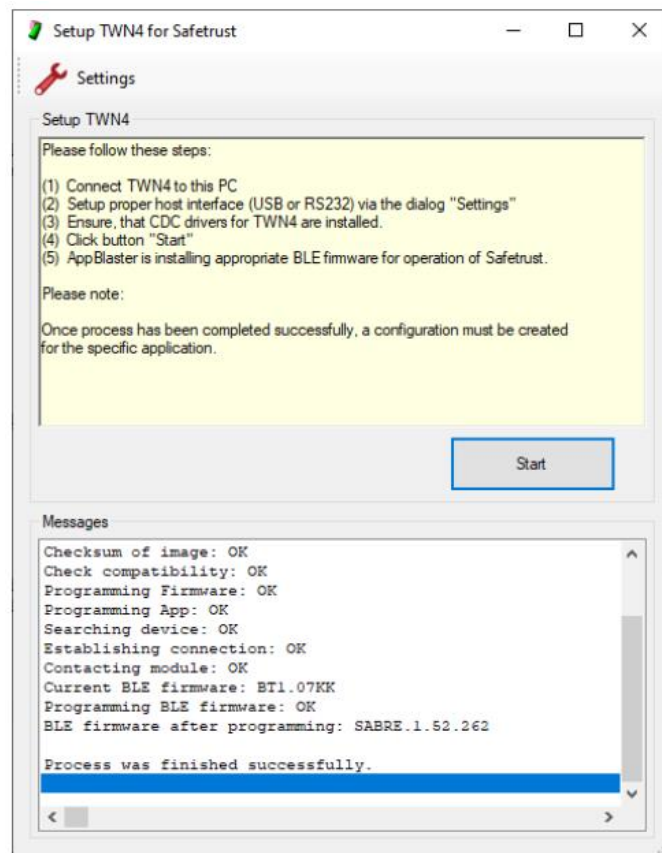 Setup TWN4 for Safetrust
Settings
Setup TWN4
Please follow these steps:
(1) Connect TWN4 to this PC
(2) Setup proper host interface (USB or RS232) via the dialog "Settings"
(3) Ensure, that CDC drivers for TWN4 are installed.
(4) Click button "Start"
(5) AppBlaster is installing appropriate BLE firmware for operation of Safetrust.
Please note:
Once process has been completed successfully, a configuration must be created
for the specific application.
Start
Messages
Checksum of image: OK
Check compatibility: OK
Programming Firmware: OK
Programming App: OK
Searching device: OK
Establishing connection: OK
Contacting module: OK
Current BLE firmware: BT1.07KK
Programming BLE firmware: OK
BLE firmware after programming: SABRE.1.52.262
Process was finished successfully.